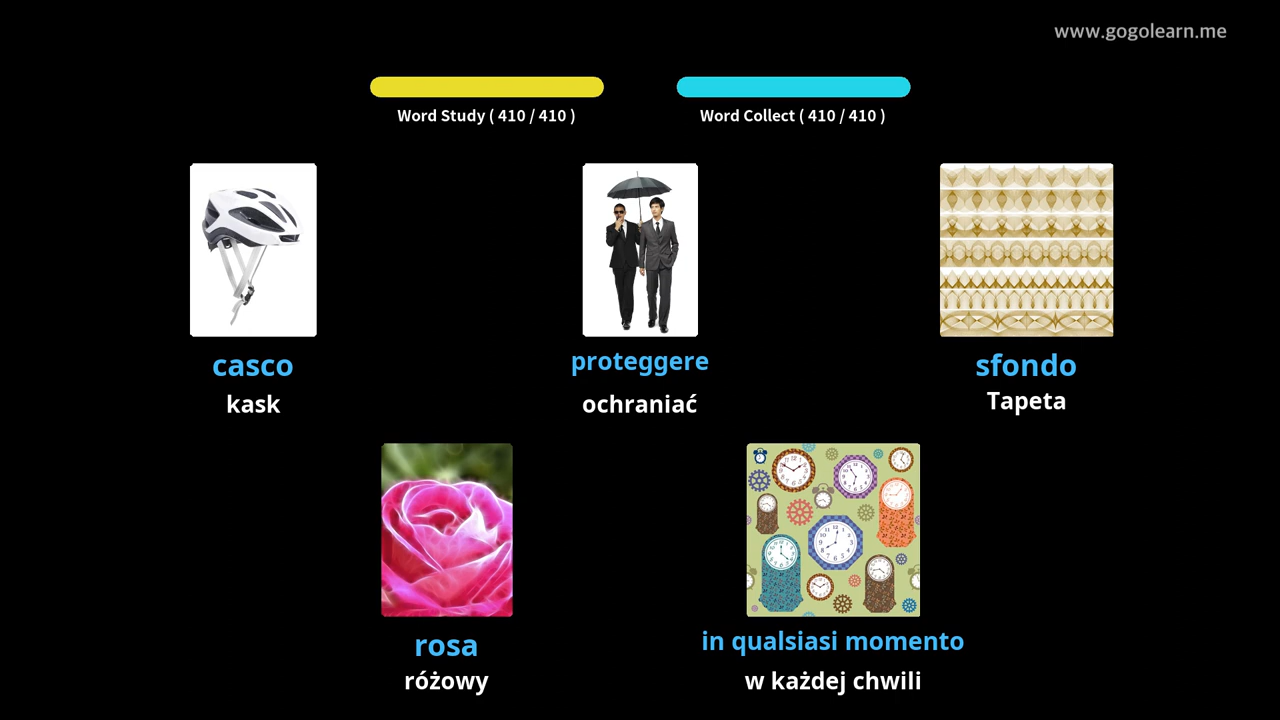 www.gogolearn.me
Word Study ( 410 / 410 )
Word Collect ( 410 / 410 )
casco
kask
proteggere
ochraniać
sfondo
Tapeta
rosa
różowy
in qualsiasi momento
w każdej chwili